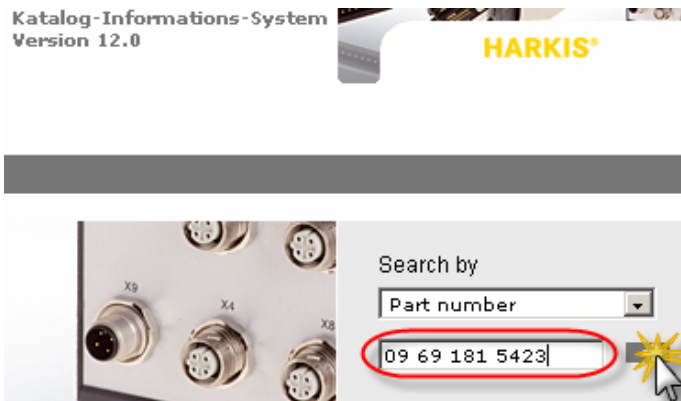 Katalog-Informations-System
Version 12.0
HARKIS®
X9
X4
X8
Search by
Part number
09 69 181 5423